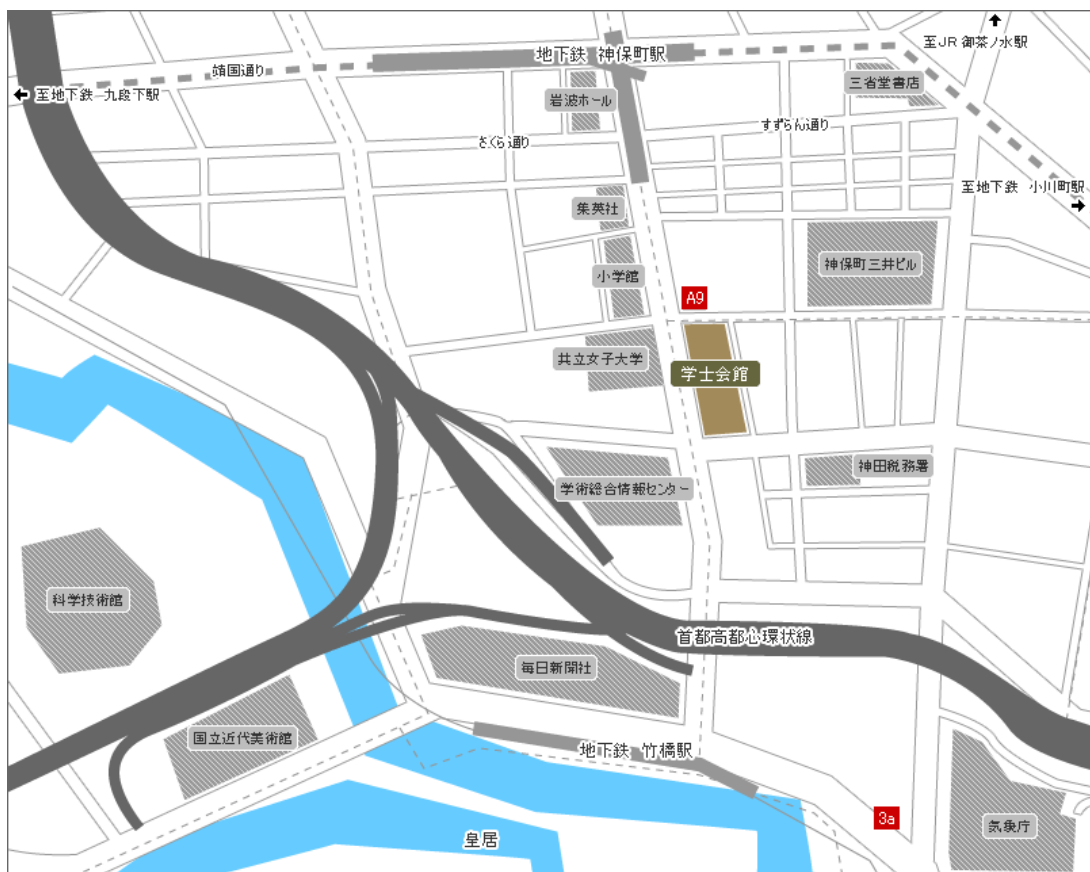 至JR御茶ノ水駅
地下鉄 神保町駅
靖国通り
三省堂書店
至地下鉄 九段下駅
岩波ホール
すずらん通り
さくら通り
至地下鉄 小川町駅
集英社
神保町三井ビル
小学館
A9
共立女子大学
学士会館
神田税務署
学術総合情報センター
科学技術館
首都高都心環状線
毎日新聞社
国立近代美術館
地下鉄 竹橋駅
3a
気象庁
皇居